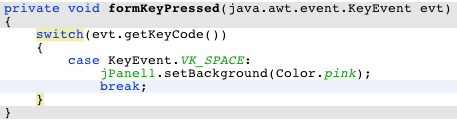 private void formKeyPressed(java.awt.event.KeyEvent evt)
{
switch(evt.getKeyCode())
{
case KeyEvent.VK_SPACE:
jPanel1.setBackground(Color.pink);
break;
}
}